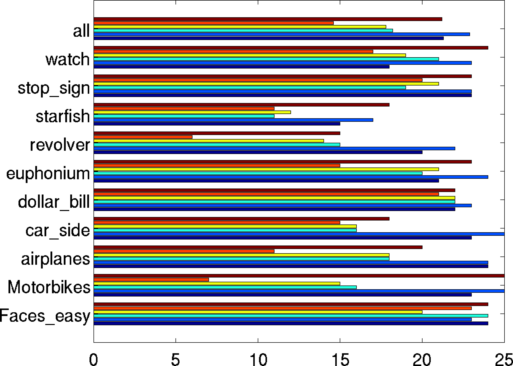 all
watch
stop_sign
starfish
revolver
euphonium
dollar_bill
car_side
airplanes
Motorbikes
Faces_easy
0 5 10 15 20 25